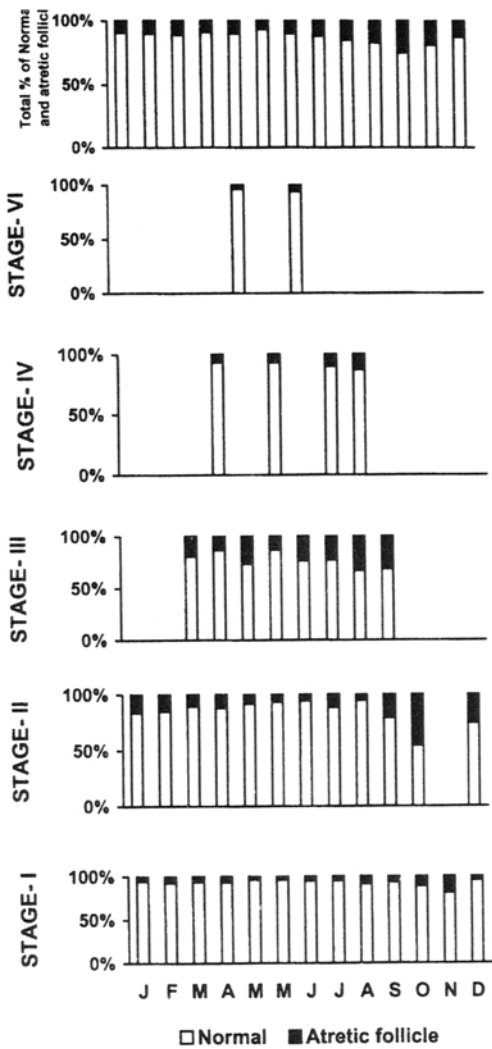 Total % of Norma
and atretic follicl
100%
50%
0%
STAGE- VI
100%
50%
0%
STAGE- IV
100%
50%
0%
STAGE- III
100%
50%
0%
STAGE- II
100%
50%
0%
STAGE- I
100%
50%
0%
J F M A M M J J A S O N D
Normal Atretic follicle